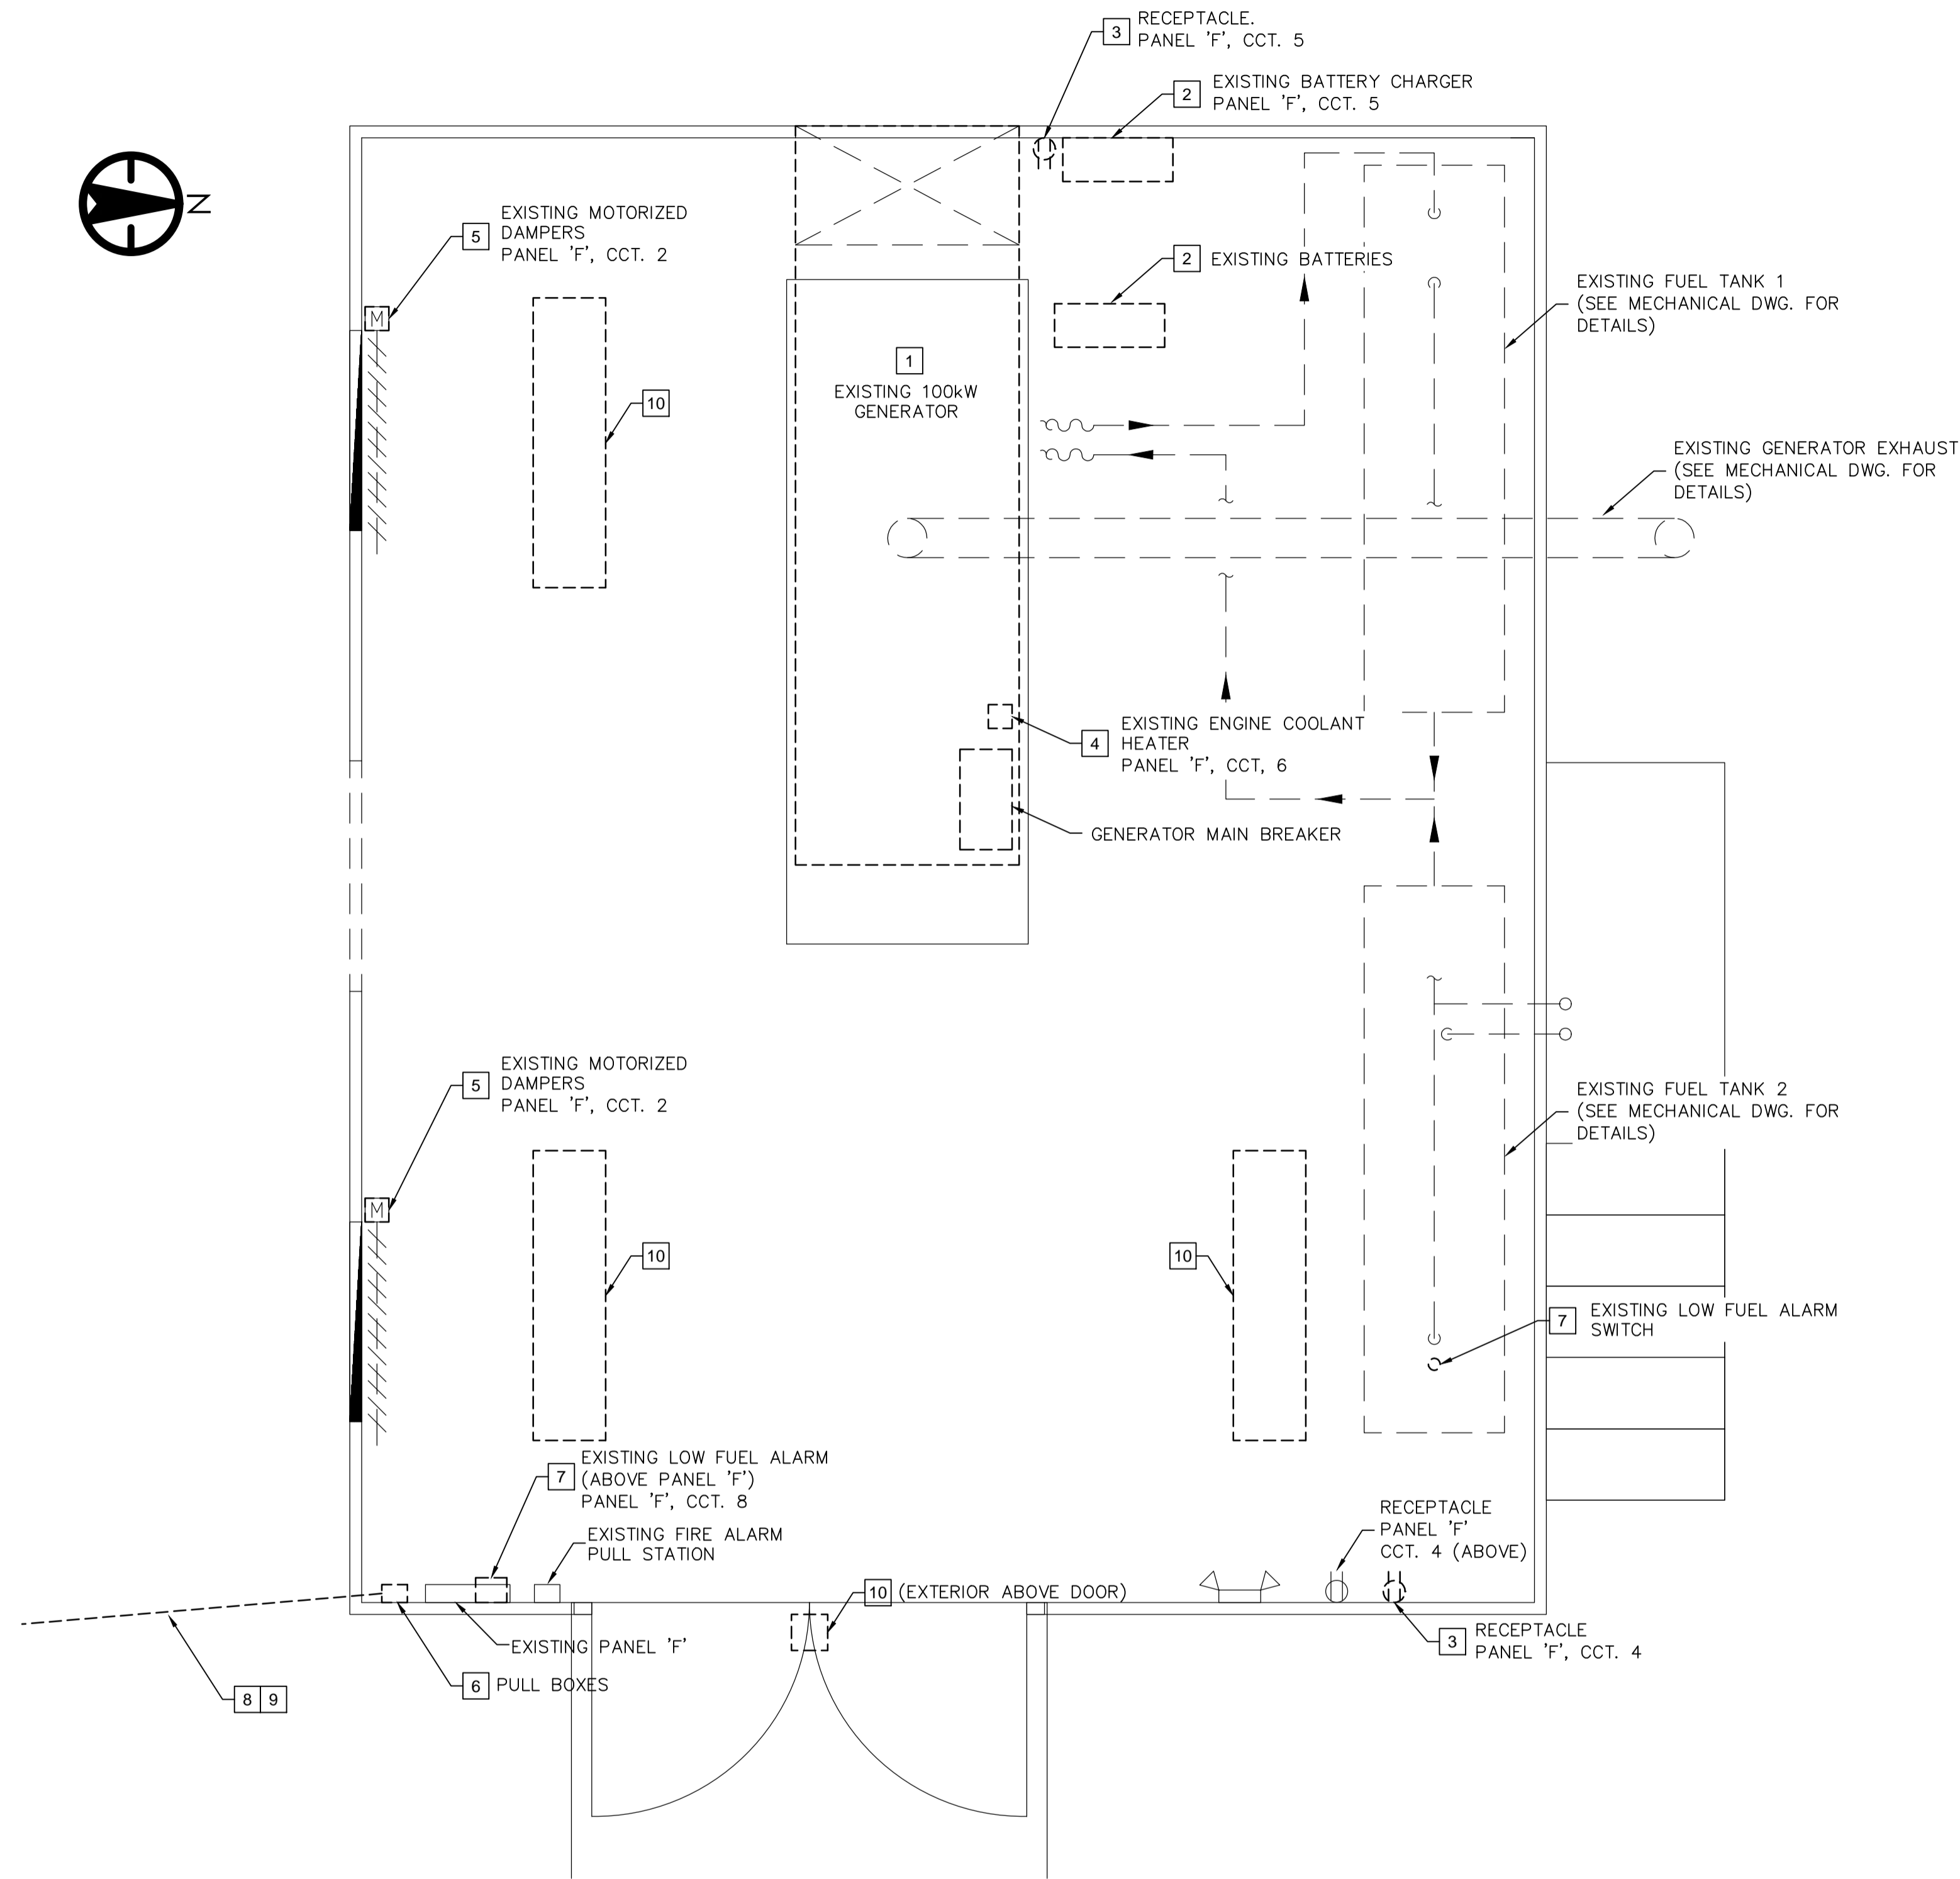 3
RECEPTACLE.
PANEL 'F', CCT. 5
2
EXISTING BATTERY CHARGER
PANEL 'F', CCT. 5
N
5
EXISTING MOTORIZED
DAMPERS
PANEL 'F', CCT. 2
M
2
EXISTING BATTERIES
EXISTING FUEL TANK 1
(SEE MECHANICAL DWG. FOR
DETAILS)
1
EXISTING 100kW
GENERATOR
10
EXISTING GENERATOR EXHAUST
(SEE MECHANICAL DWG. FOR
DETAILS)
4
EXISTING ENGINE COOLANT
HEATER
PANEL 'F', CCT, 6
GENERATOR MAIN BREAKER
5
EXISTING MOTORIZED
DAMPERS
PANEL 'F', CCT. 2
M
EXISTING FUEL TANK 2
(SEE MECHANICAL DWG. FOR
DETAILS)
10
10
7
EXISTING LOW FUEL ALARM
SWITCH
7
EXISTING LOW FUEL ALARM
(ABOVE PANEL 'F')
PANEL 'F', CCT. 8
EXISTING FIRE ALARM
PULL STATION
RECEPTACLE
PANEL 'F'
CCT. 4 (ABOVE)
10 (EXTERIOR ABOVE DOOR)
3
RECEPTACLE
PANEL 'F', CCT. 4
EXISTING PANEL 'F'
6 PULL BOXES
8 9